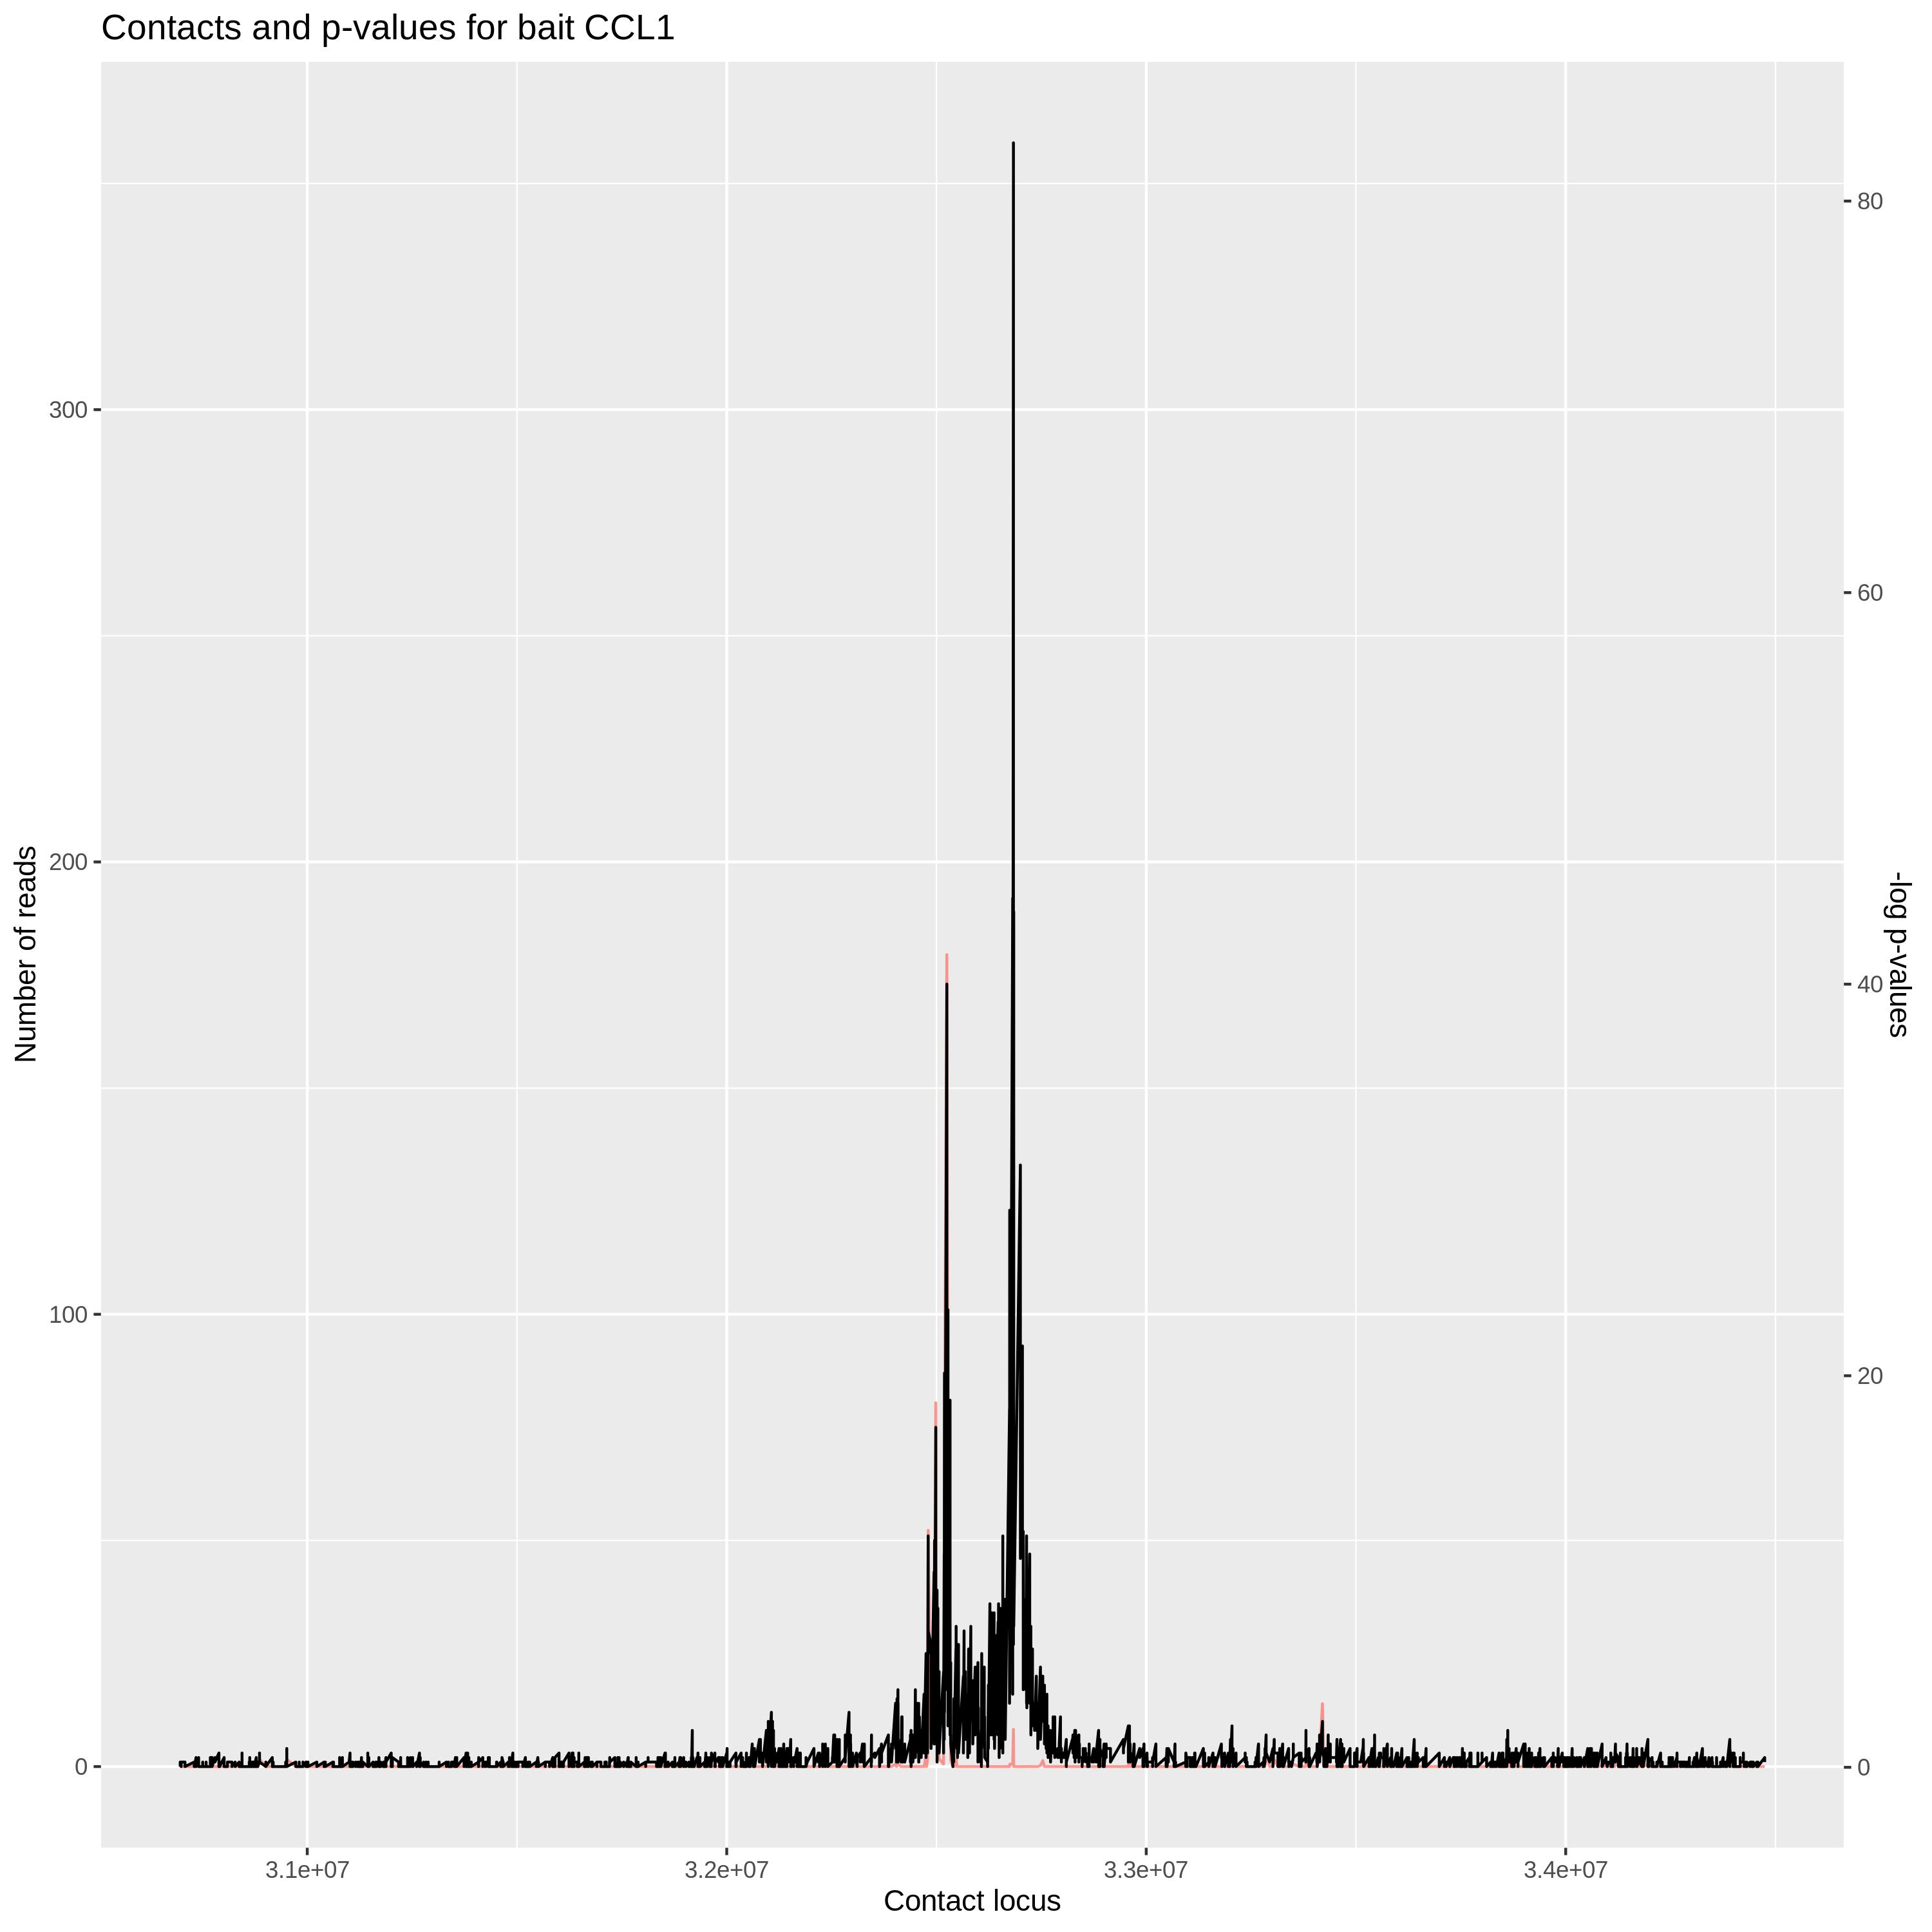 Contacts and p-values for bait CCL1
300
200
100
0
80
60
40
20
0
Number of reads
-log p-values
3.1e+07
3.2e+07
3.3e+07
3.4e+07
Contact locus